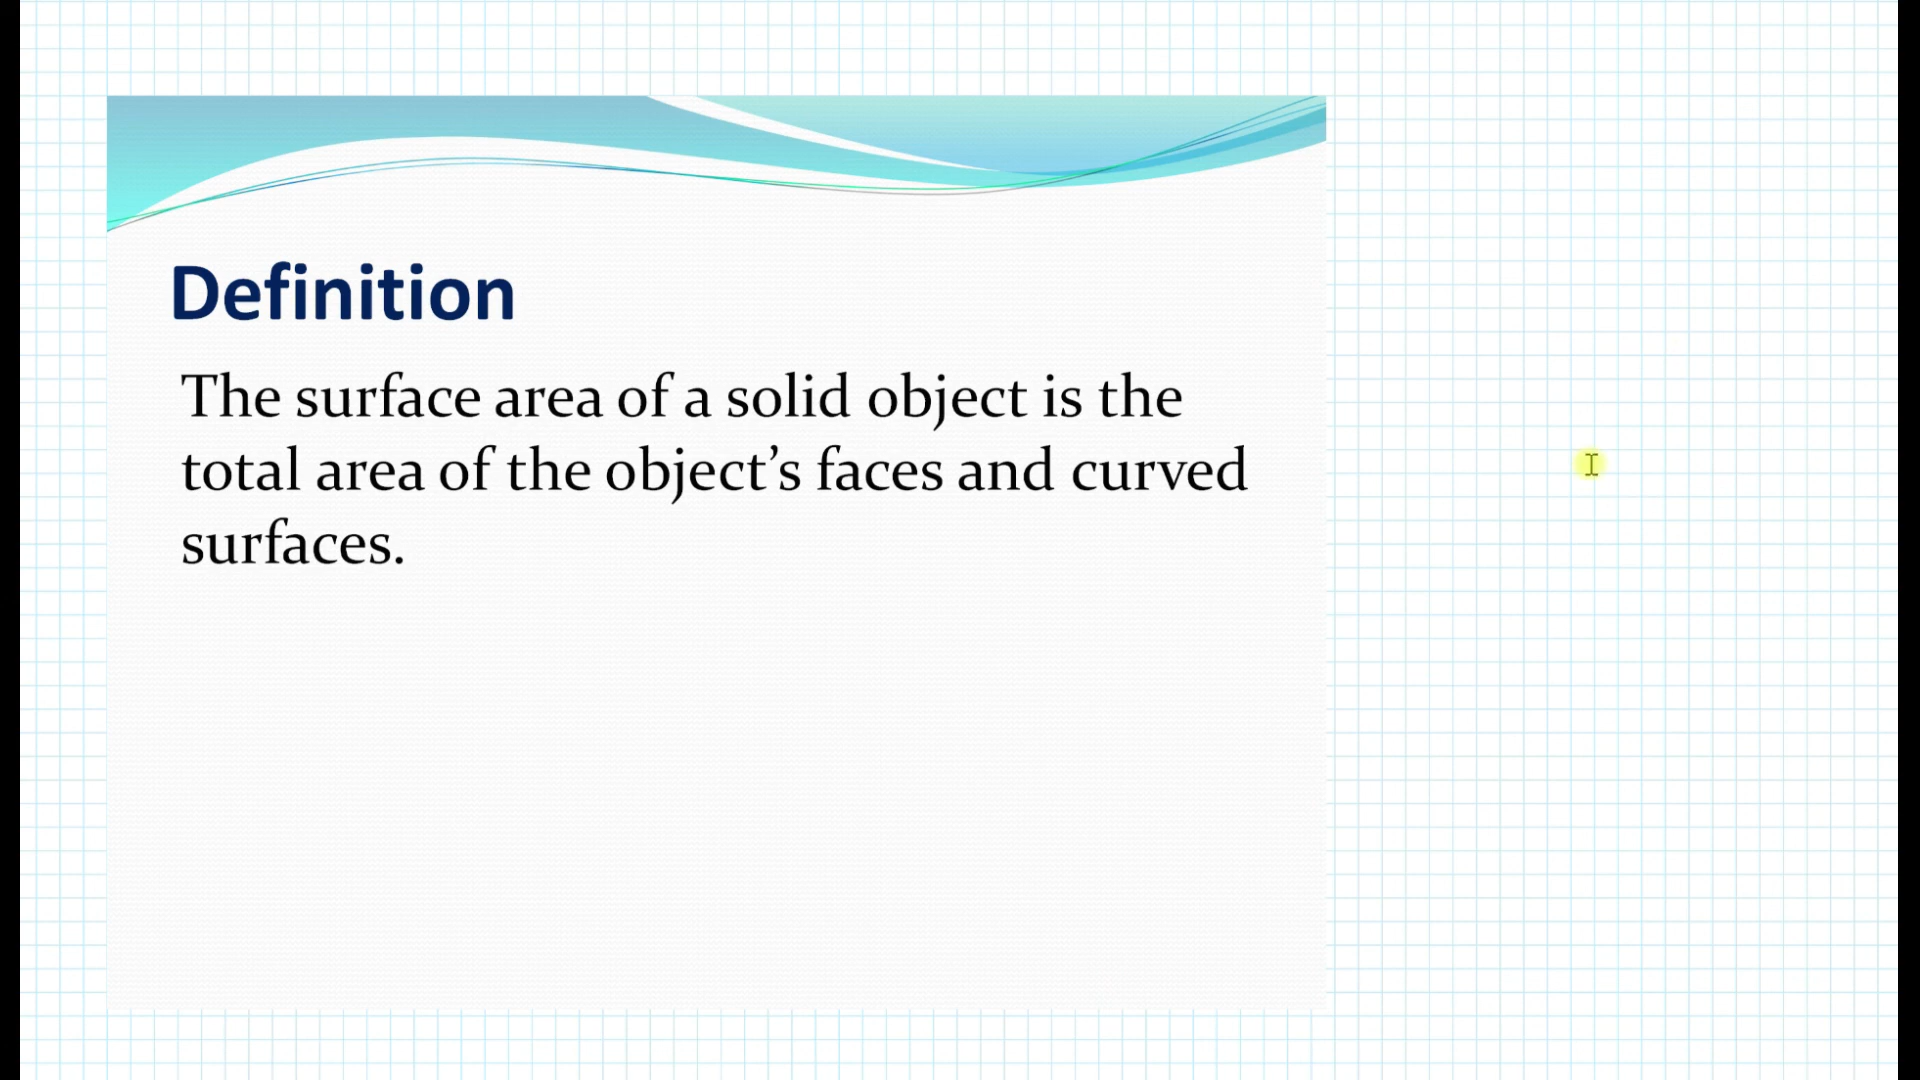 Definition
The surface area of a solid object is the
total area of the object’s faces and curved
surfaces.